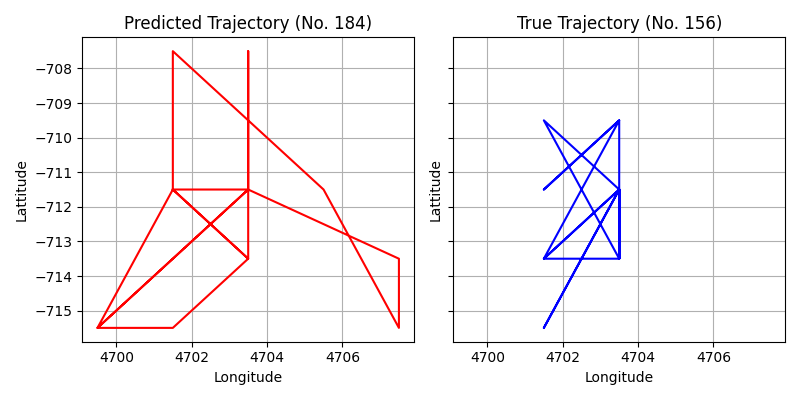 Predicted Trajectory (No. 184)
True Trajectory (No. 156)
Lattitude
−708
−709
−710
−711
−712
−713
−714
−715
4700 4702 4704 4706
Longitude
Lattitude
4700 4702 4704 4706
Longitude